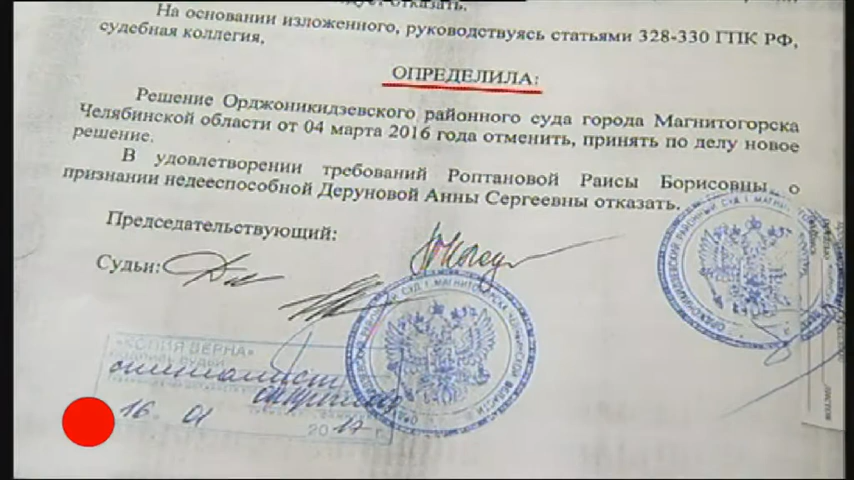 отказать.
На основании изложенного, руководствуясь статьями 328-330 ГПК РФ,
судебная коллегия,
ОПРЕДЕЛИЛА:
Решение Орджоникидзевского районного суда города Магнитогорска
Челябинской области от 04 марта 2016 года отменить, принять по делу новое
решение.
В удовлетворении требований Роптановой Раисы Борисовны о
признании недееспособной Деруновой Анны Сергеевны отказать.
Председательствующий:
Судьи:
«КОПИЯ ВЕРНА»
специалист
16. 01 2017 г.